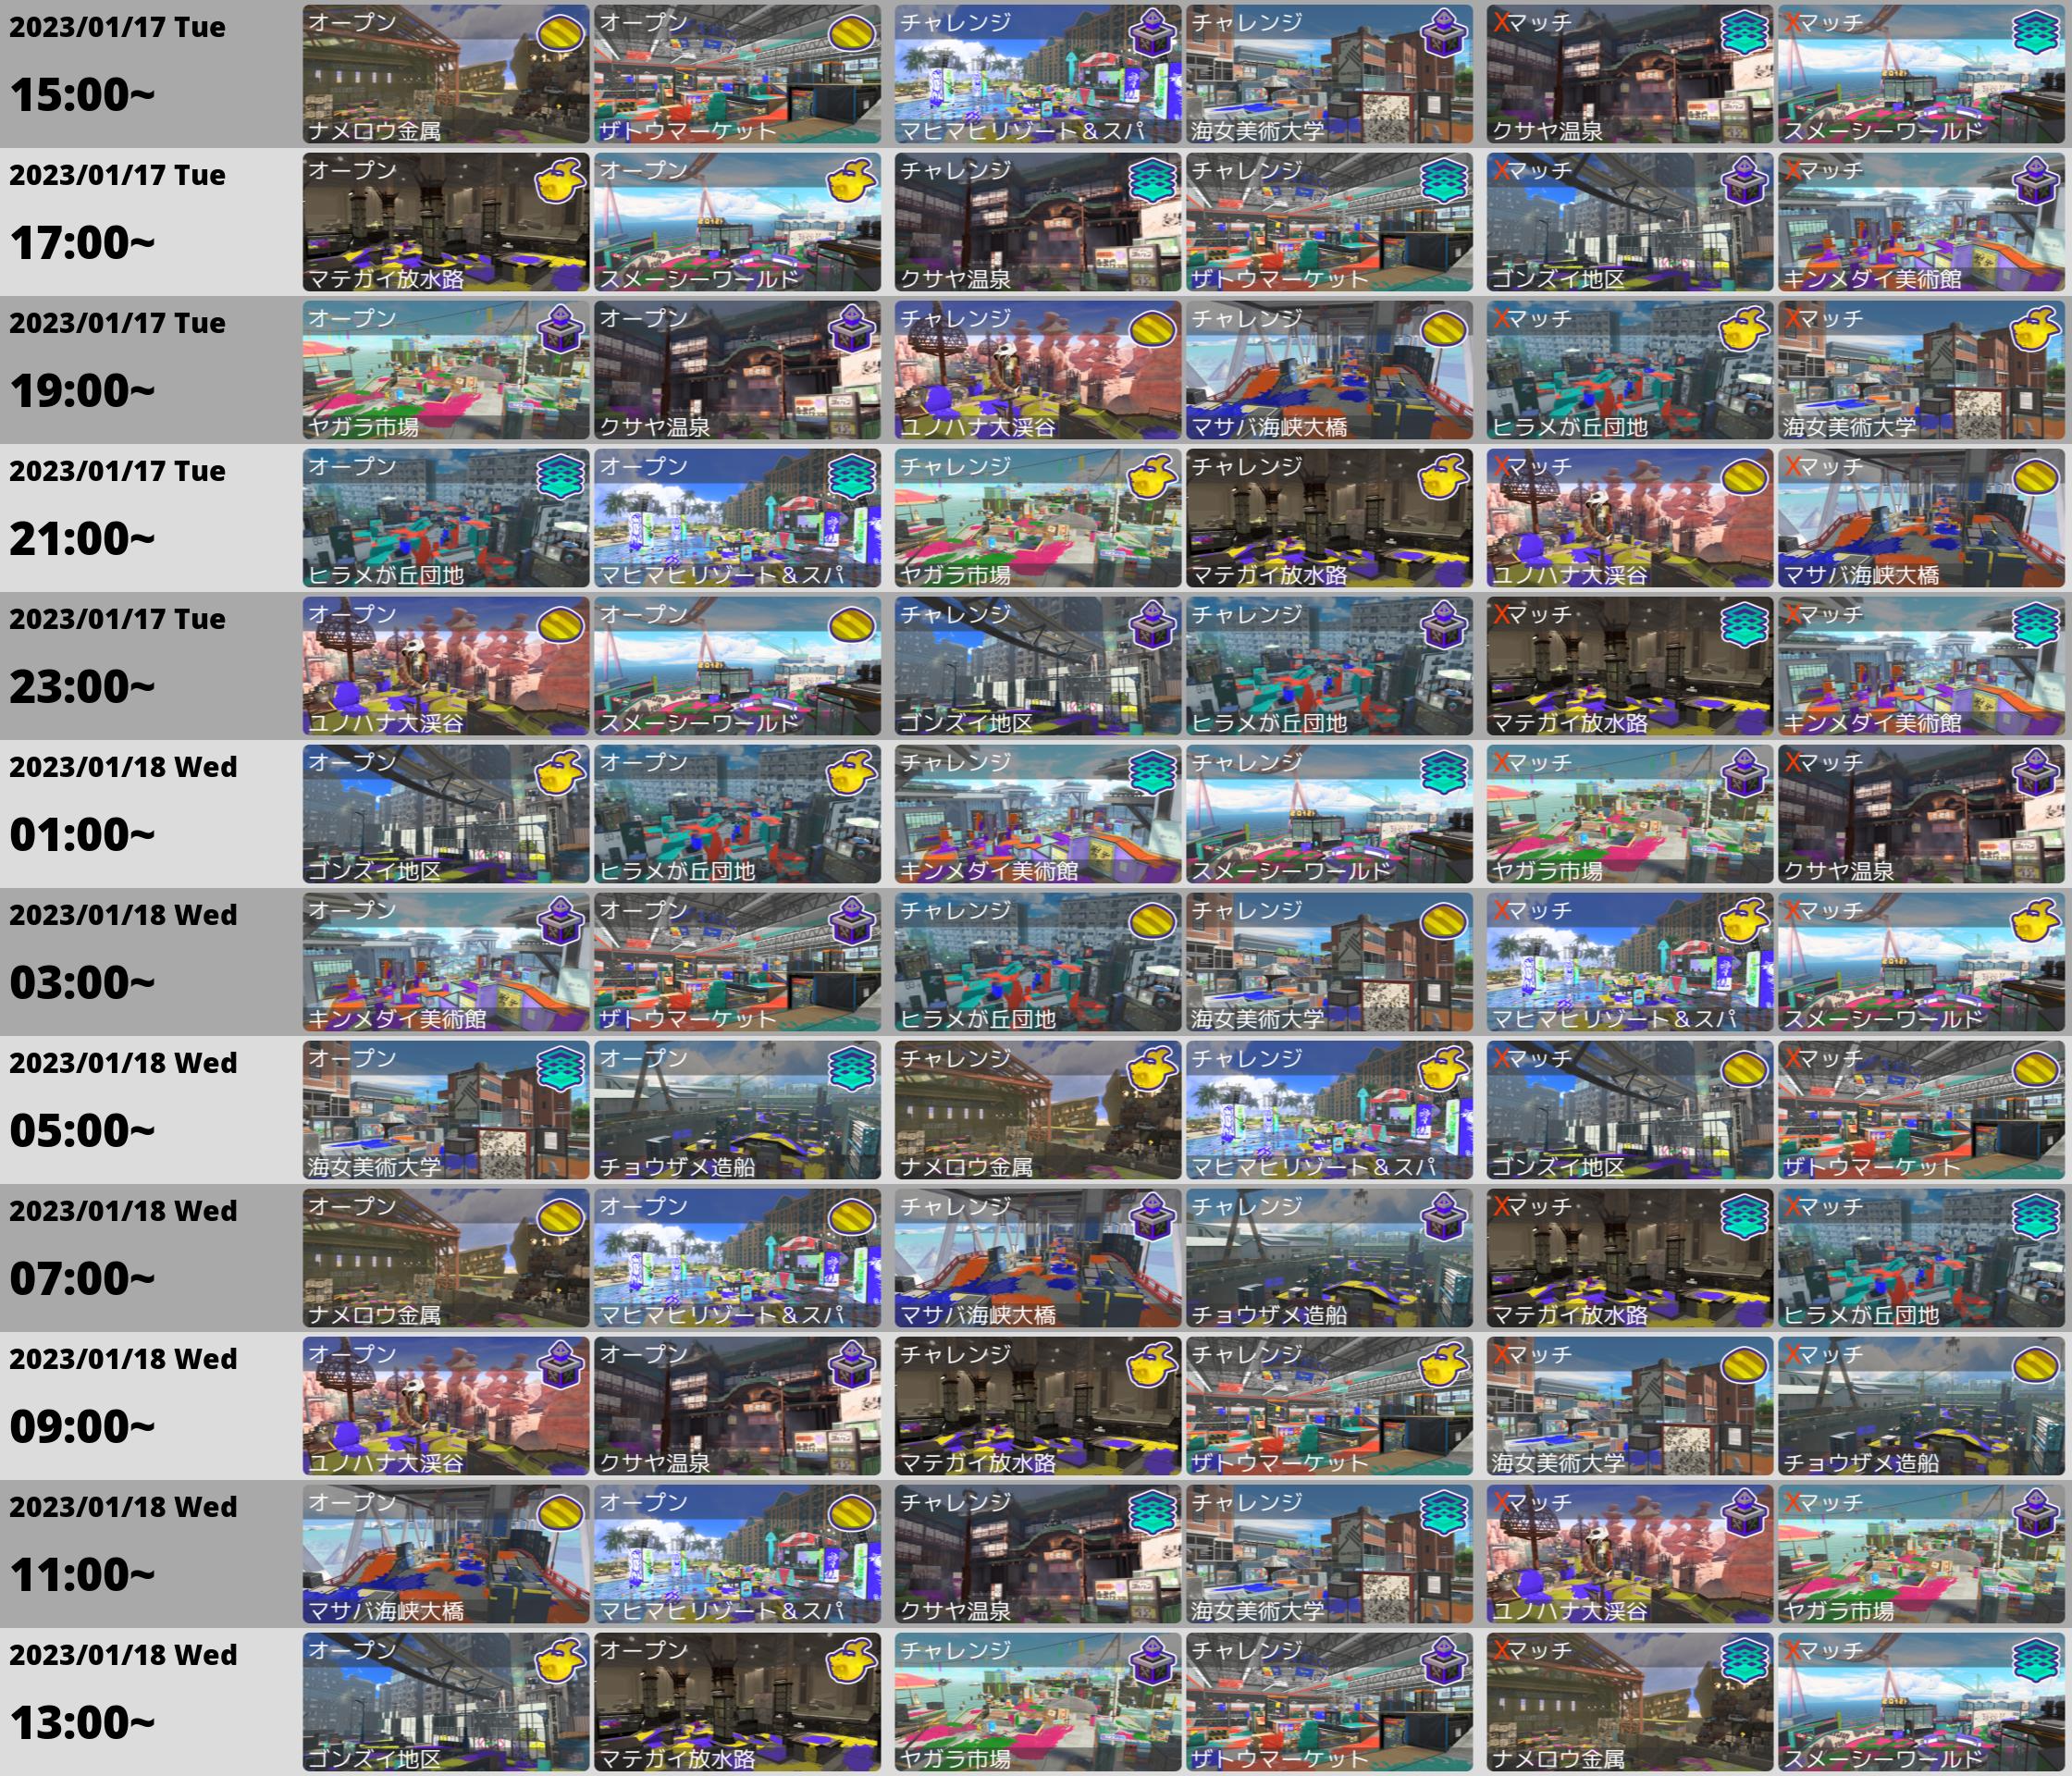 2023/01/17 Tue
15:00~
オープン オープン チャレンジ チャレンジ Xマッチ Xマッチ
ナメロウ金属 ザトウマーケット マヒマヒリゾート&スパ 海女美術大学 クサヤ温泉 スメーシーワールド
2023/01/17 Tue
17:00~
オープン オープン チャレンジ チャレンジ Xマッチ Xマッチ
マテガイ放水路 スメーシーワールド クサヤ温泉 ザトウマーケット ゴンズイ地区 キンメダイ美術館
2023/01/17 Tue
19:00~
オープン オープン チャレンジ チャレンジ Xマッチ Xマッチ
ヤガラ市場 クサヤ温泉 ユノハナ大渓谷 マサバ海峡大橋 ヒラメが丘団地 海女美術大学
2023/01/17 Tue
21:00~
オープン オープン チャレンジ チャレンジ Xマッチ Xマッチ
ヒラメが丘団地 マヒマヒリゾート&スパ ヤガラ市場 マテガイ放水路 ユノハナ大渓谷 マサバ海峡大橋
2023/01/17 Tue
23:00~
オープン オープン チャレンジ チャレンジ Xマッチ Xマッチ
ユノハナ大渓谷 スメーシーワールド ゴンズイ地区 ヒラメが丘団地 マテガイ放水路 キンメダイ美術館
2023/01/18 Wed
01:00~
オープン オープン チャレンジ チャレンジ Xマッチ Xマッチ
ゴンズイ地区 ヒラメが丘団地 キンメダイ美術館 スメーシーワールド ヤガラ市場 クサヤ温泉
2023/01/18 Wed
03:00~
オープン オープン チャレンジ チャレンジ Xマッチ Xマッチ
キンメダイ美術館 ザトウマーケット ヒラメが丘団地 海女美術大学 マヒマヒリゾート&スパ スメーシーワールド
2023/01/18 Wed
05:00~
オープン オープン チャレンジ チャレンジ Xマッチ Xマッチ
海女美術大学 チョウザメ造船 ナメロウ金属 マヒマヒリゾート&スパ ゴンズイ地区 ザトウマーケット
2023/01/18 Wed
07:00~
オープン オープン チャレンジ チャレンジ Xマッチ Xマッチ
ナメロウ金属 マヒマヒリゾート&スパ マサバ海峡大橋 チョウザメ造船 マテガイ放水路 ヒラメが丘団地
2023/01/18 Wed
09:00~
オープン オープン チャレンジ チャレンジ Xマッチ Xマッチ
ユノハナ大渓谷 クサヤ温泉 マテガイ放水路 ザトウマーケット 海女美術大学 チョウザメ造船
2023/01/18 Wed
11:00~
オープン オープン チャレンジ チャレンジ Xマッチ Xマッチ
マサバ海峡大橋 マヒマヒリゾート&スパ クサヤ温泉 海女美術大学 ユノハナ大渓谷 ヤガラ市場
2023/01/18 Wed
13:00~
オープン オープン チャレンジ チャレンジ Xマッチ Xマッチ
ゴンズイ地区 マテガイ放水路 ヤガラ市場 ザトウマーケット ナメロウ金属 スメーシーワールド